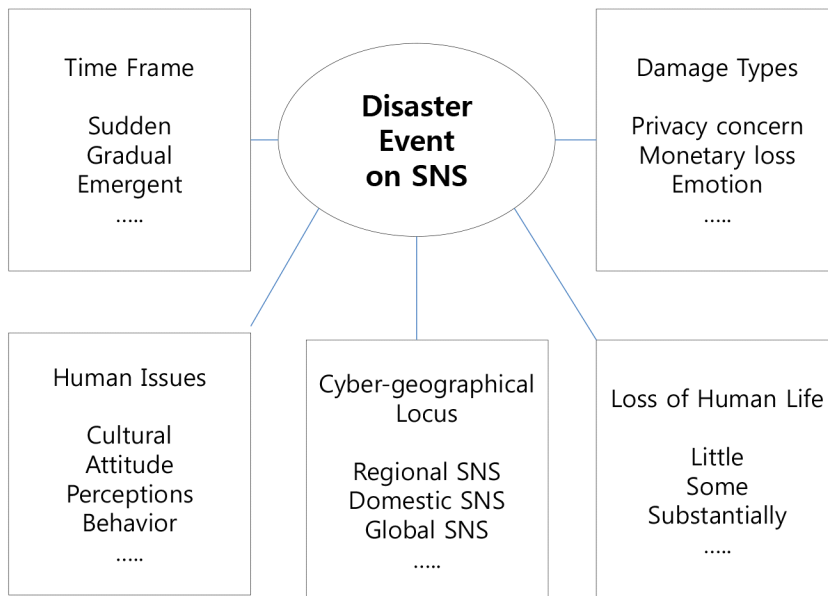 Time Frame
Sudden
Gradual
Emergent
.....
Disaster
Event
on SNS
Damage Types
Privacy concern
Monetary loss
Emotion
.....
Human Issues
Cultural
Attitude
Perceptions
Behavior
.....
Cyber-geographical
Locus
Regional SNS
Domestic SNS
Global SNS
.....
Loss of Human Life
Little
Some
Substantially
.....